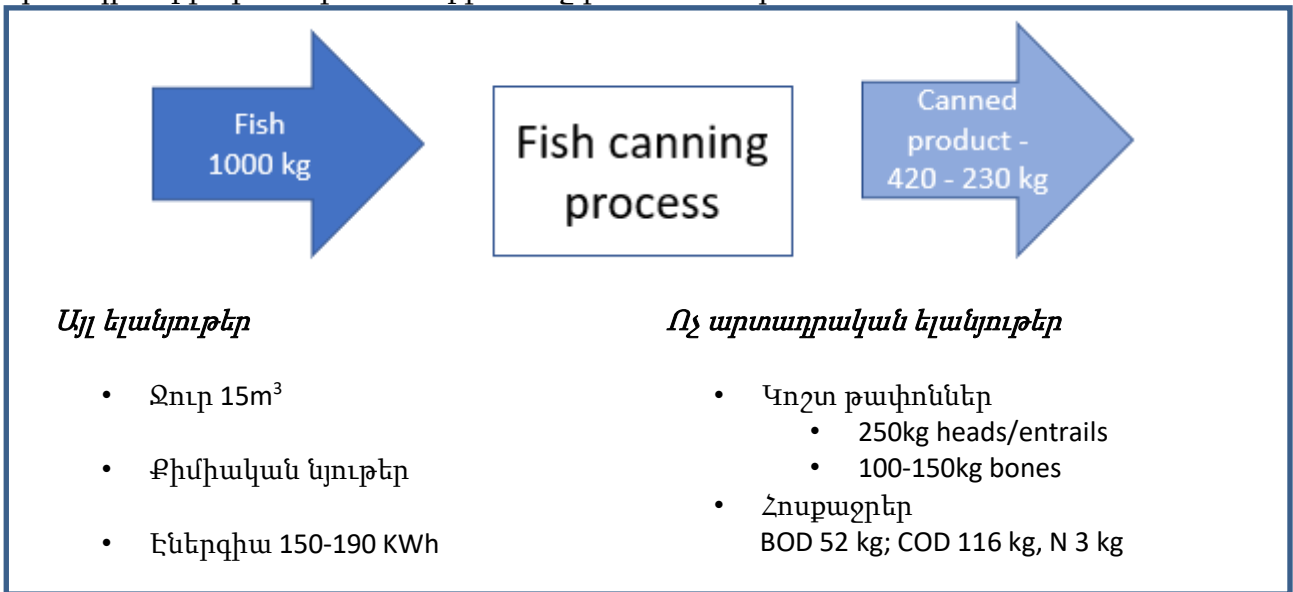 Fish
1000 kg
Fish canning
process
Canned
product -
420 - 230 kg
Այլ ելանյութեր
• Ջուր 15m³
• Քիմիական նյութեր
• Էներգիա 150-190 KWh
Ոչ արտադրական ելանյութեր
• Կոշտ թափոններ
• 250kg heads/entrails
• 100-150kg bones
• Հոսքաջրեր
BOD 52 kg; COD 116 kg, N 3 kg